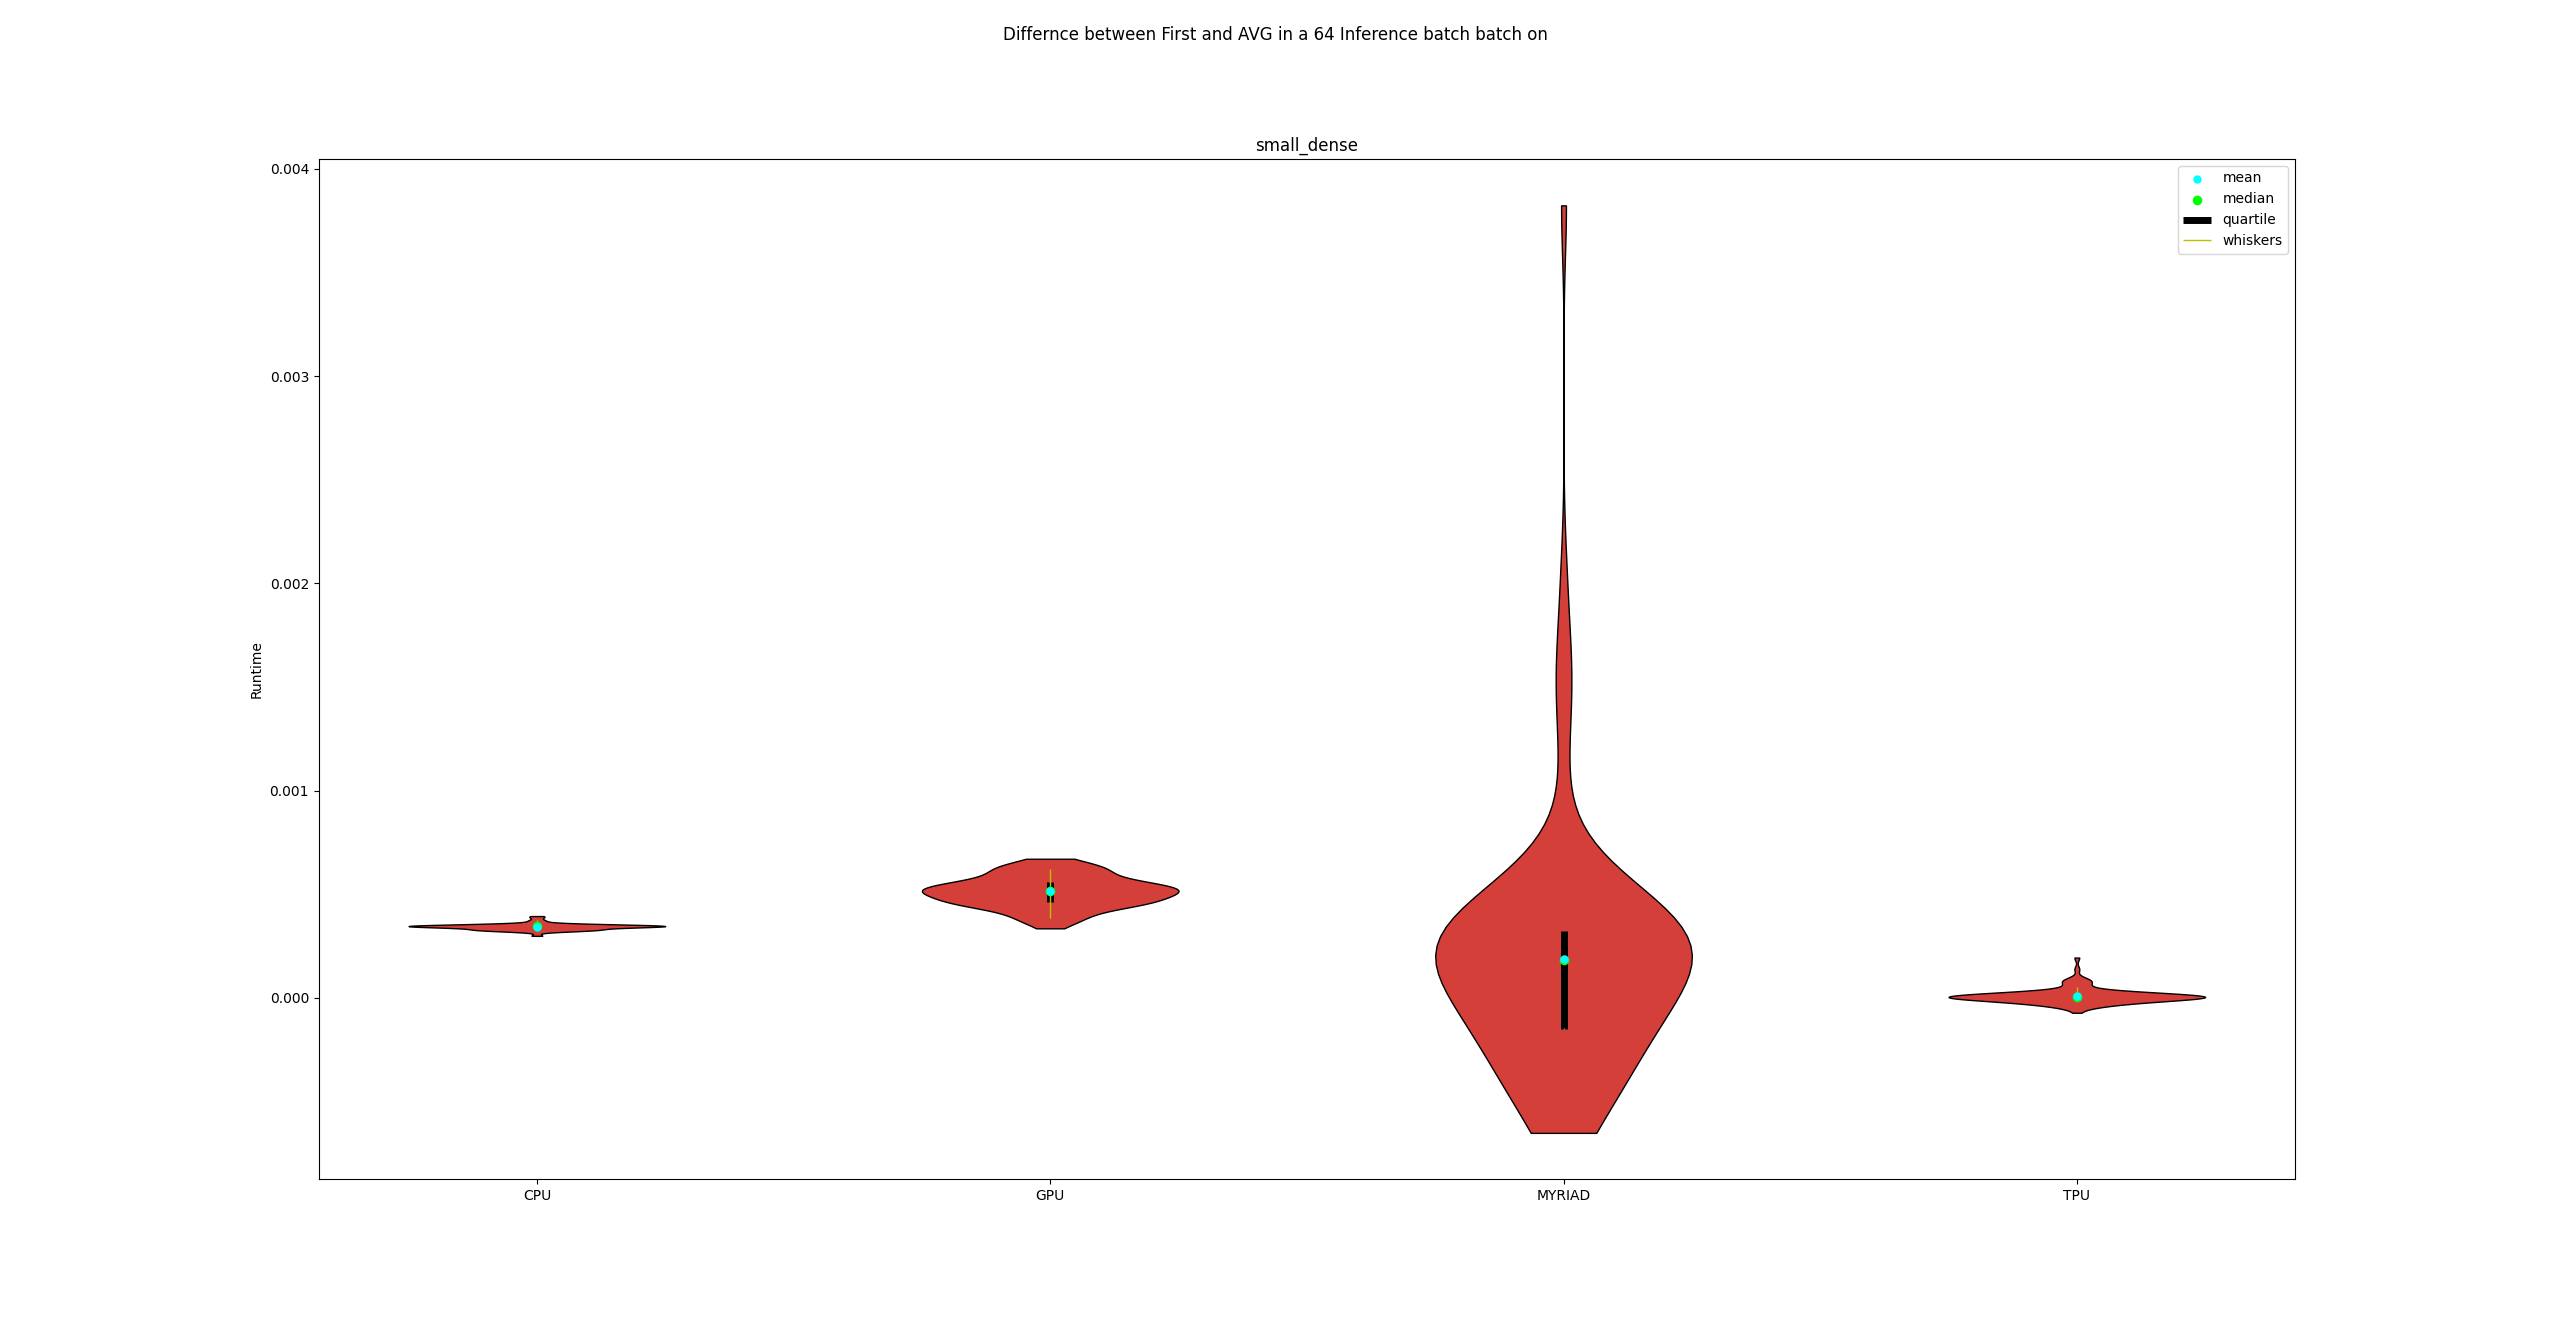 Differnce between First and AVG in a 64 Inference batch batch on
small_dense
0.004
0.003
0.002
0.001
0.000
Runtime
mean
median
quartile
whiskers
CPU
GPU
MYRIAD
TPU